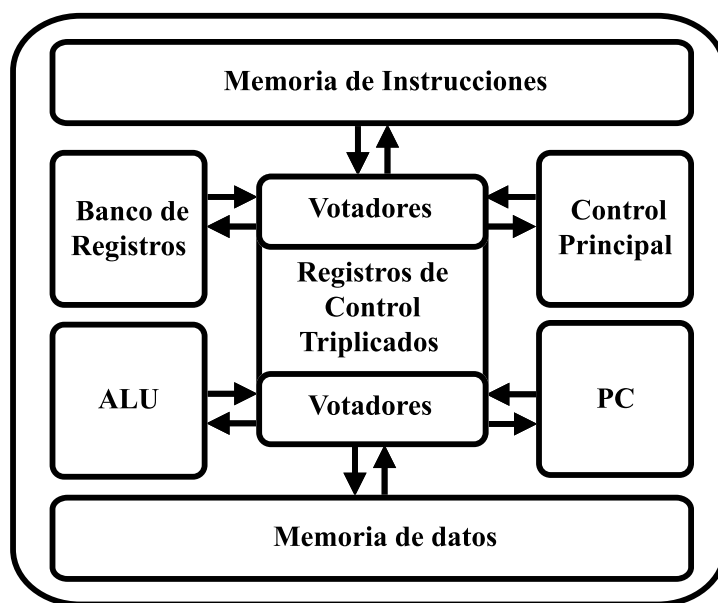 Memoria de Instrucciones
Banco de
Registros
Votadores
Control
Principal
Registros de
Control
Triplicados
ALU
Votadores
PC
Memoria de datos